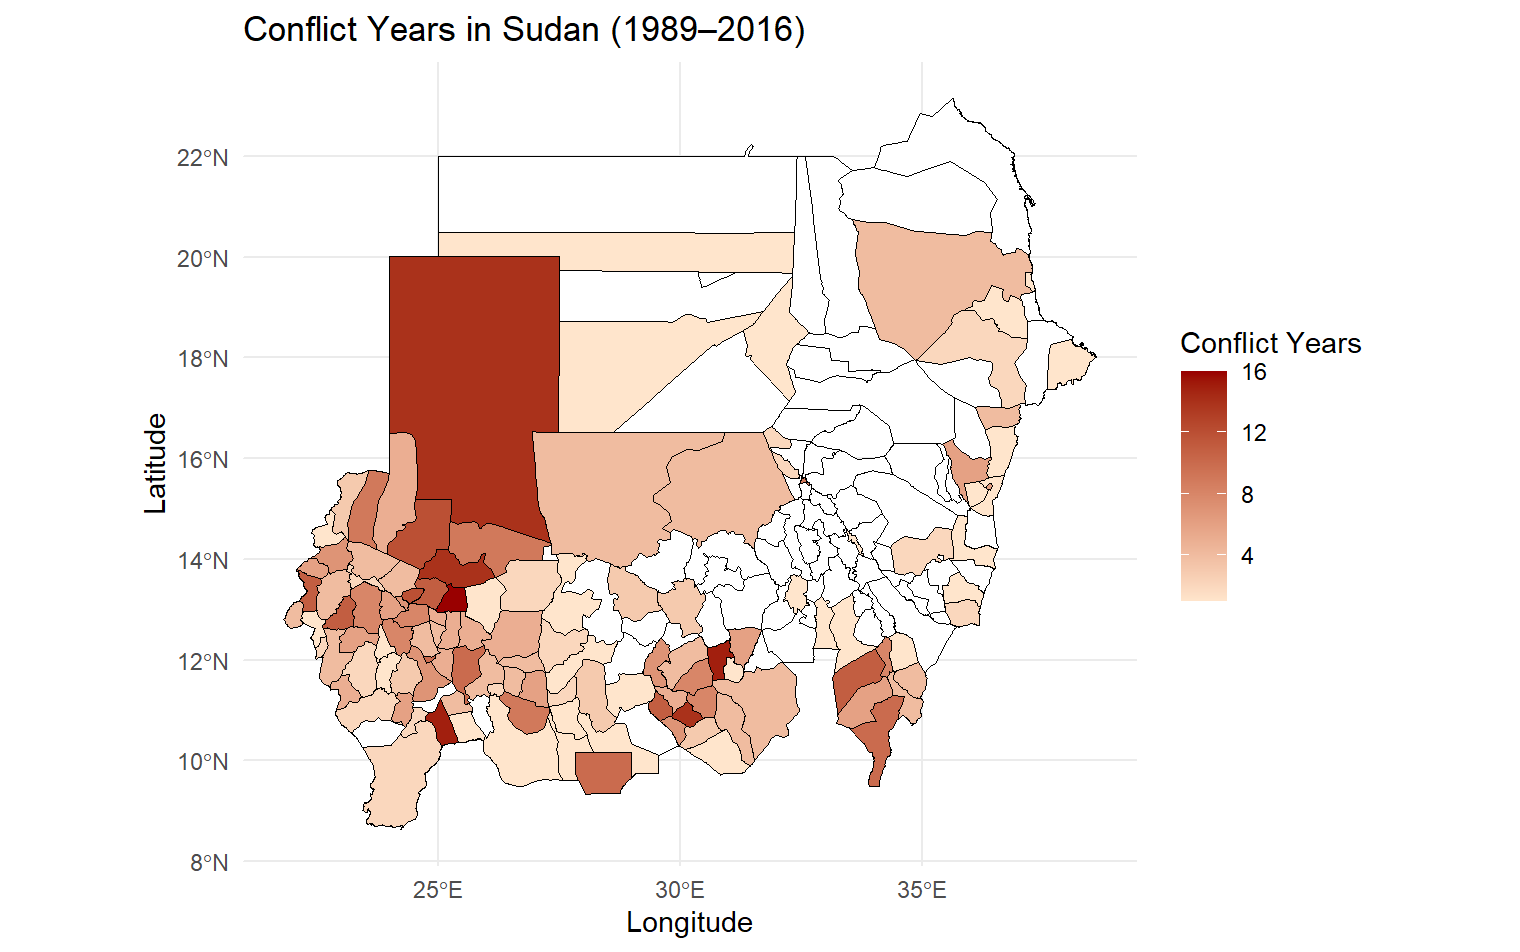 Conflict Years in Sudan (1989–2016)
22°N
20°N
18°N
16°N
14°N
12°N
10°N
8°N
Latitude
25°E
30°E
35°E
Longitude
Conflict Years
16
12
8
4